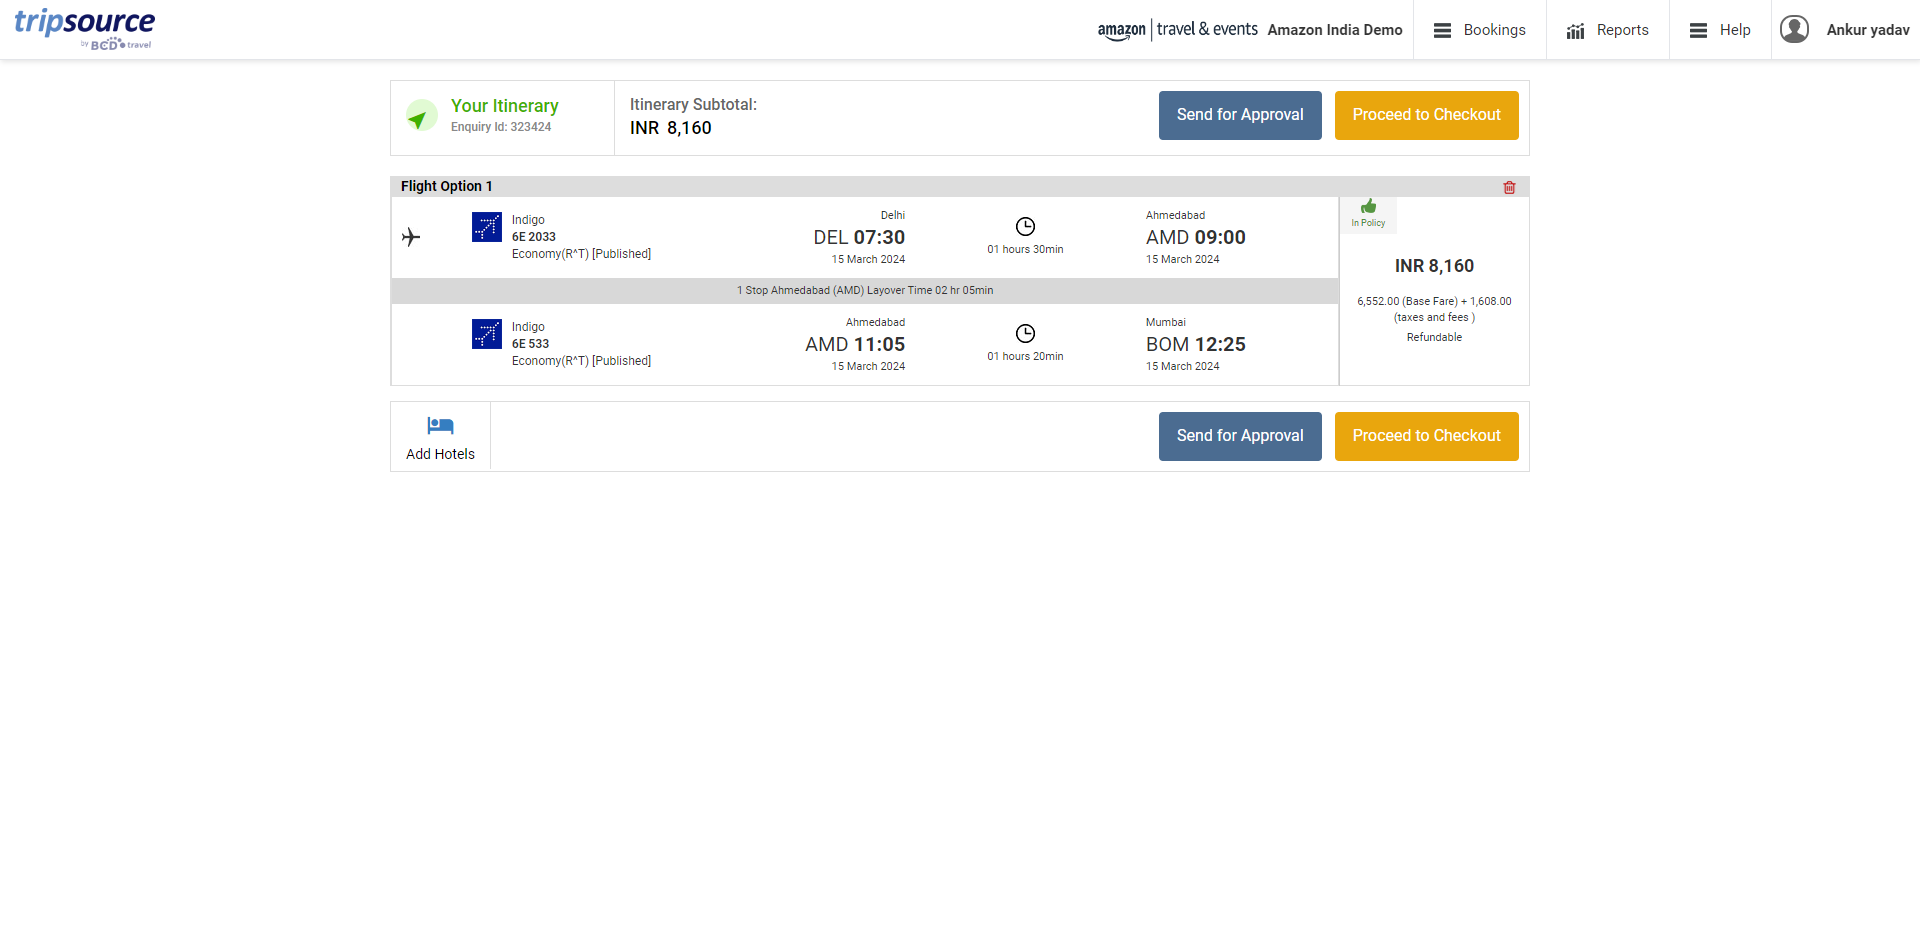 tripsource
by BCD travel
amazon | travel & events Amazon India Demo
Bookings
Reports
Help
Ankur yadav
Your Itinerary
Enquiry Id: 323424
Itinerary Subtotal:
INR 8,160
Send for Approval
Proceed to Checkout
Flight Option 1
Indigo
6E 2033
Economy(R^T) [Published]
Delhi
DEL 07:30
15 March 2024
01 hours 30min
Ahmedabad
AMD 09:00
15 March 2024
1 Stop Ahmedabad (AMD) Layover Time 02 hr 05min
Indigo
6E 533
Economy(R^T) [Published]
Ahmedabad
AMD 11:05
15 March 2024
01 hours 20min
Mumbai
BOM 12:25
15 March 2024
In Policy
INR 8,160
6,552.00 (Base Fare) + 1,608.00
(taxes and fees )
Refundable
Add Hotels
Send for Approval
Proceed to Checkout